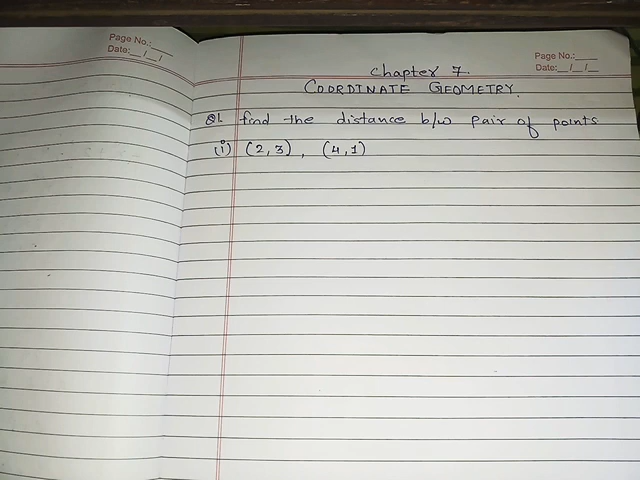 Page No.:
Date: / /
Page No.:
Date: / /
Chapter 7.
COORDINATE GEOMETRY.
Q1. find the distance b/w pair of points
(i) (2,3), (4,1)